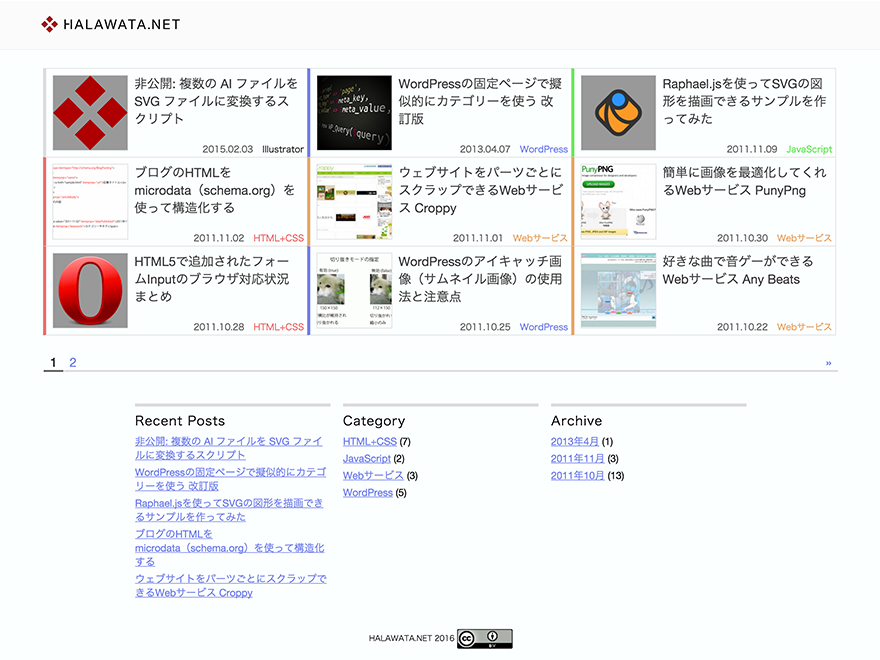 HALAWATA.NET
非公開: 複数の AI ファイルを
SVG ファイルに変換するス
クリプト
2015.02.03 Illustrator
'page',
meta_key,
meta_value,
wp_query($query)
WordPressの固定ページで擬
似的にカテゴリーを使う 改
訂版
2013.04.07 WordPress
Raphael.jsを使ってSVGの図
形を描画できるサンプルを作
ってみた
2011.11.09 JavaScript
ブログのHTMLを
microdata（schema.org）を
使って構造化する
2011.11.02 HTML+CSS
ウェブサイトをパーツごとに
スクラップできるWebサービ
ス Croppy
2011.11.01 Webサービス
PunyPNG
簡単に画像を最適化してくれ
るWebサービス PunyPng
2011.10.30 Webサービス
HTML5で追加されたフォー
ムInputのブラウザ対応状況
まとめ
2011.10.28 HTML+CSS
切り抜きモードの指定
WordPressのアイキャッチ画
像（サムネイル画像）の使用
法と注意点
2011.10.25 WordPress
好きな曲で音ゲーができる
Webサービス Any Beats
2011.10.22 Webサービス
1 2 »
Recent Posts
非公開: 複数の AI ファイルを SVG ファイ
ルに変換するスクリプト
WordPressの固定ページで擬似的にカテゴ
リーを使う 改訂版
Raphael.jsを使ってSVGの図形を描画でき
るサンプルを作ってみた
ブログのHTMLを
microdata（schema.org）を使って構造化
する
ウェブサイトをパーツごとにスクラップで
きるWebサービス Croppy
Category
HTML+CSS (7)
JavaScript (2)
Webサービス (3)
WordPress (5)
Archive
2013年4月 (1)
2011年11月 (3)
2011年10月 (13)
HALAWATA.NET 2016
cc
BY